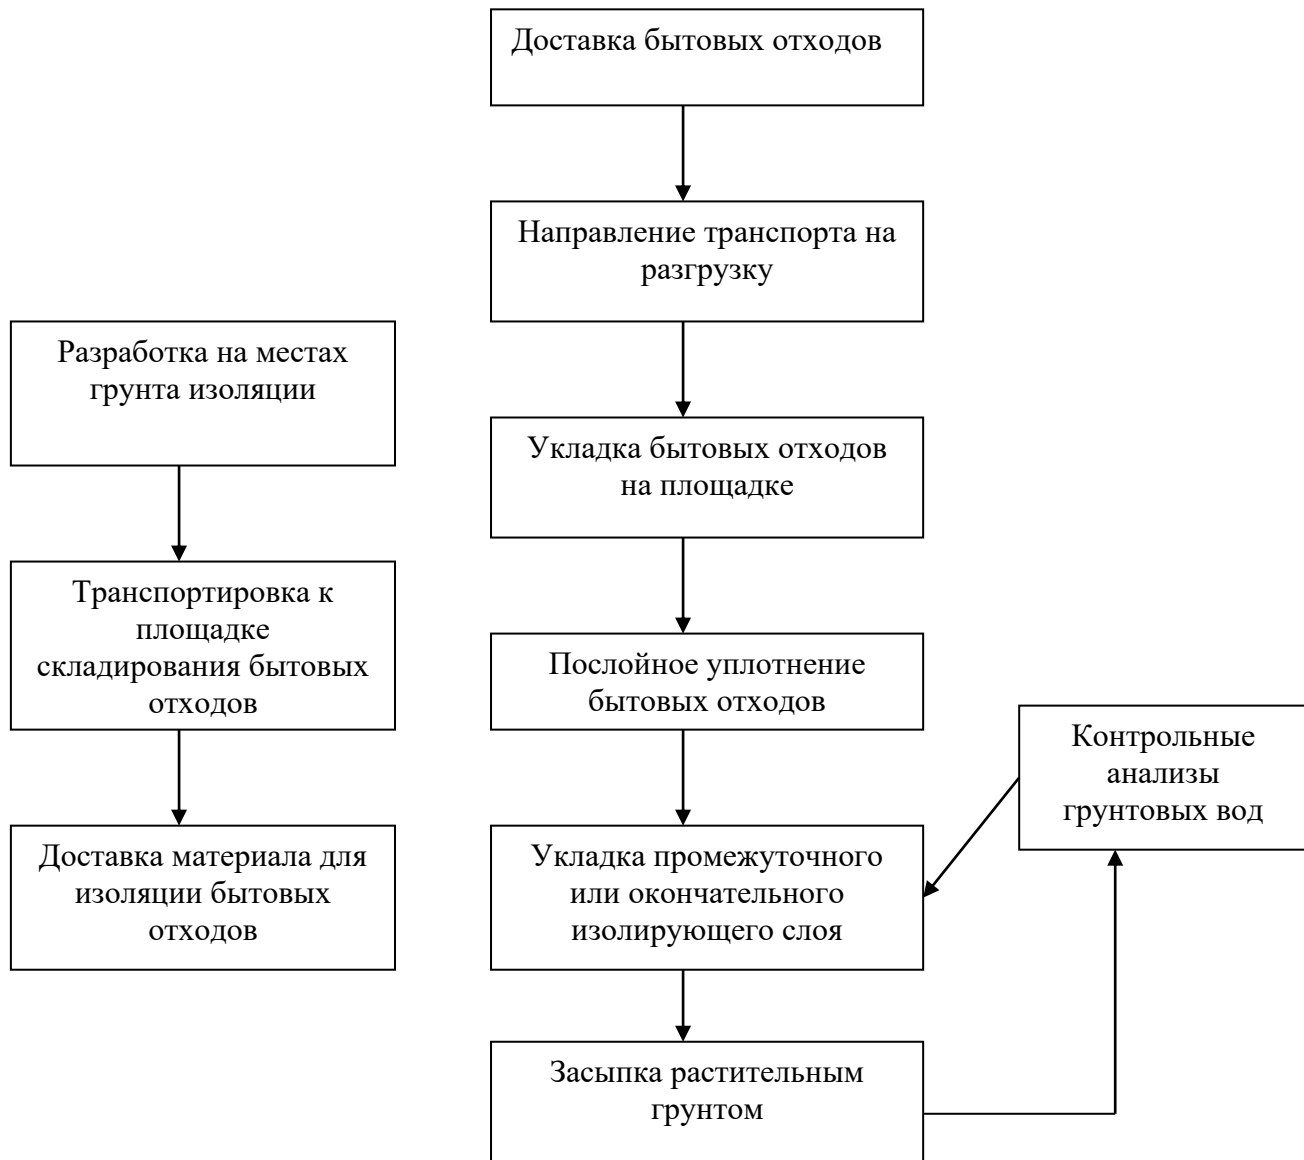 Доставка бытовых отходов
Направление транспорта на
разгрузку
Разработка на местах
грунта изоляции
Укладка бытовых отходов
на площадке
Транспортировка к
площадке
складирования бытовых
отходов
Послойное уплотнение
бытовых отходов
Контрольные
анализы
грунтовых вод
Доставка материала для
изоляции бытовых
отходов
Укладка промежуточного
или окончательного
изолирующего слоя
Засыпка растительным
грунтом